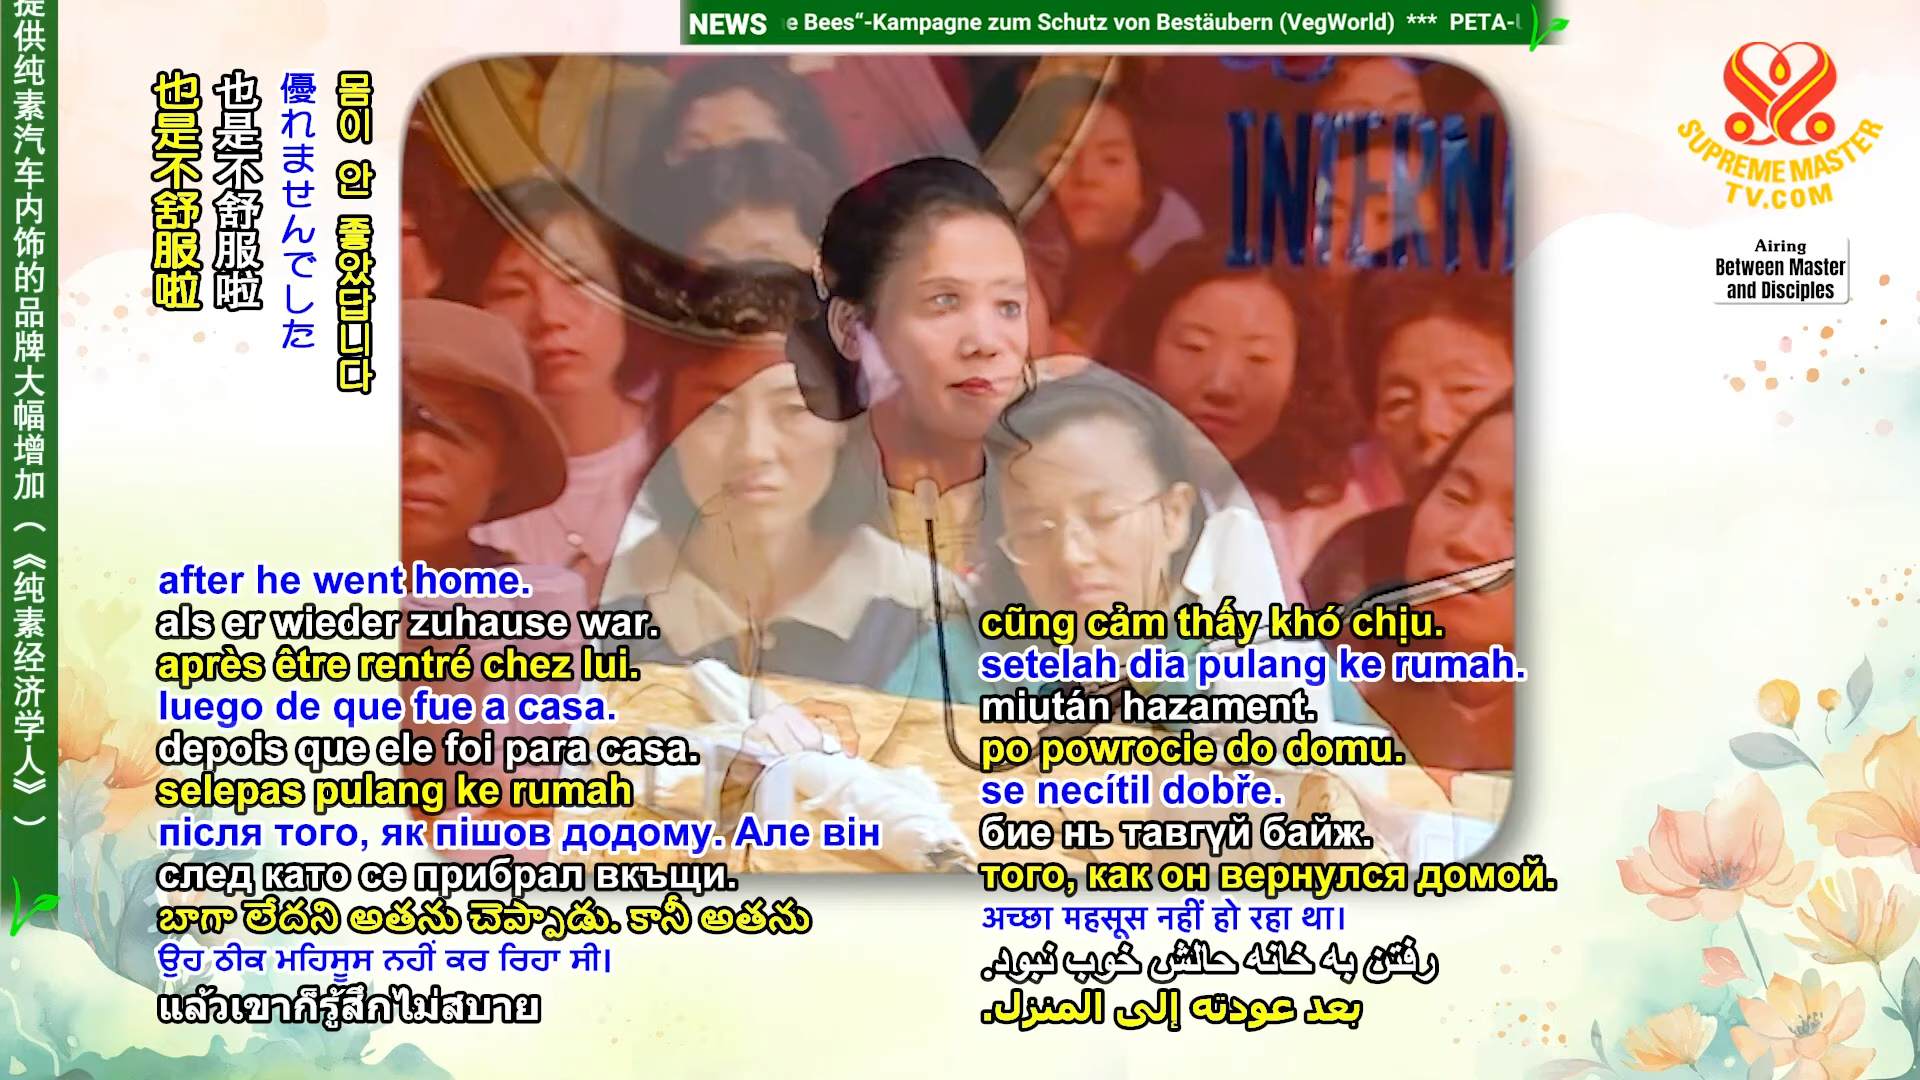 NEWS e Bees“-Kampagne zum Schutz von Bestäubern (VegWorld) *** PETA-
提供纯素汽车内饰的品牌大幅增加（《纯素经济学人》）
也是不舒服啦
也是不舒服啦
優れませんでした
몸이 안 좋았답니다
INTERN
SUPREME MASTER
TV.COM
Airing
Between Master
and Disciples
after he went home.
als er wieder zuhause war.
après être rentré chez lui.
luego de que fue a casa.
depois que ele foi para casa.
selepas pulang ke rumah
після того, як пішов додому. Але він
след като се прибрал вкъщи.
బాగా లేదని అతను చెప్పాడు. కానీ అతను
ਉਹ ਠੀਕ ਮਹਿਸੂਸ ਨਹੀਂ ਕਰ ਰਿਹਾ ਸੀ।
แล้วเขาก็รู้สึกไม่สบาย
cũng cảm thấy khó chịu.
setelah dia pulang ke rumah.
miután hazament.
po powrocie do domu.
se necítil dobře.
бие нь тавгүй байж.
того, как он вернулся домой.
अच्छा महसूस नहीं हो रहा था।
رفتن به خانه حالش خوب نبود.
بعد عودته إلى المنزل.